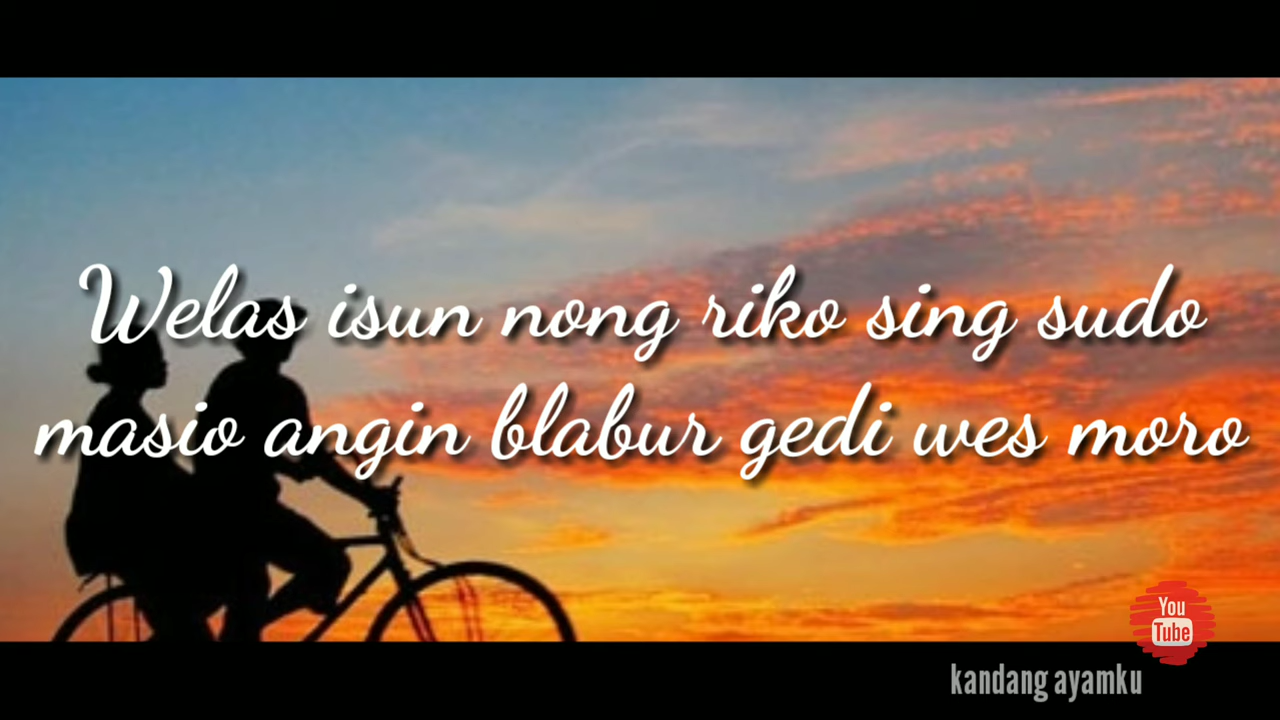 Welas isun nong riko sing sudo
masio angin blabur gedi wes moro
You
Tube
kandang ayamku